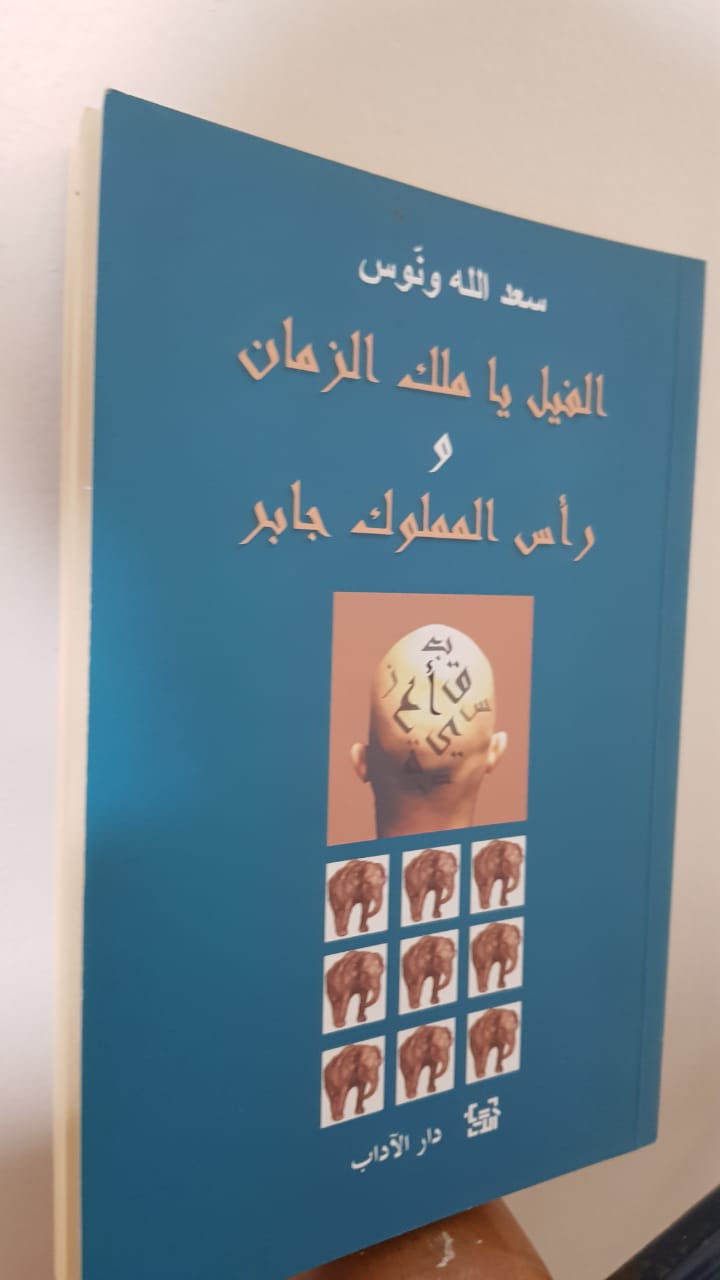 سعد الله ونّوس
الفيل يا ملك الزمان
و
رأس المملوك جابر
دار الآداب